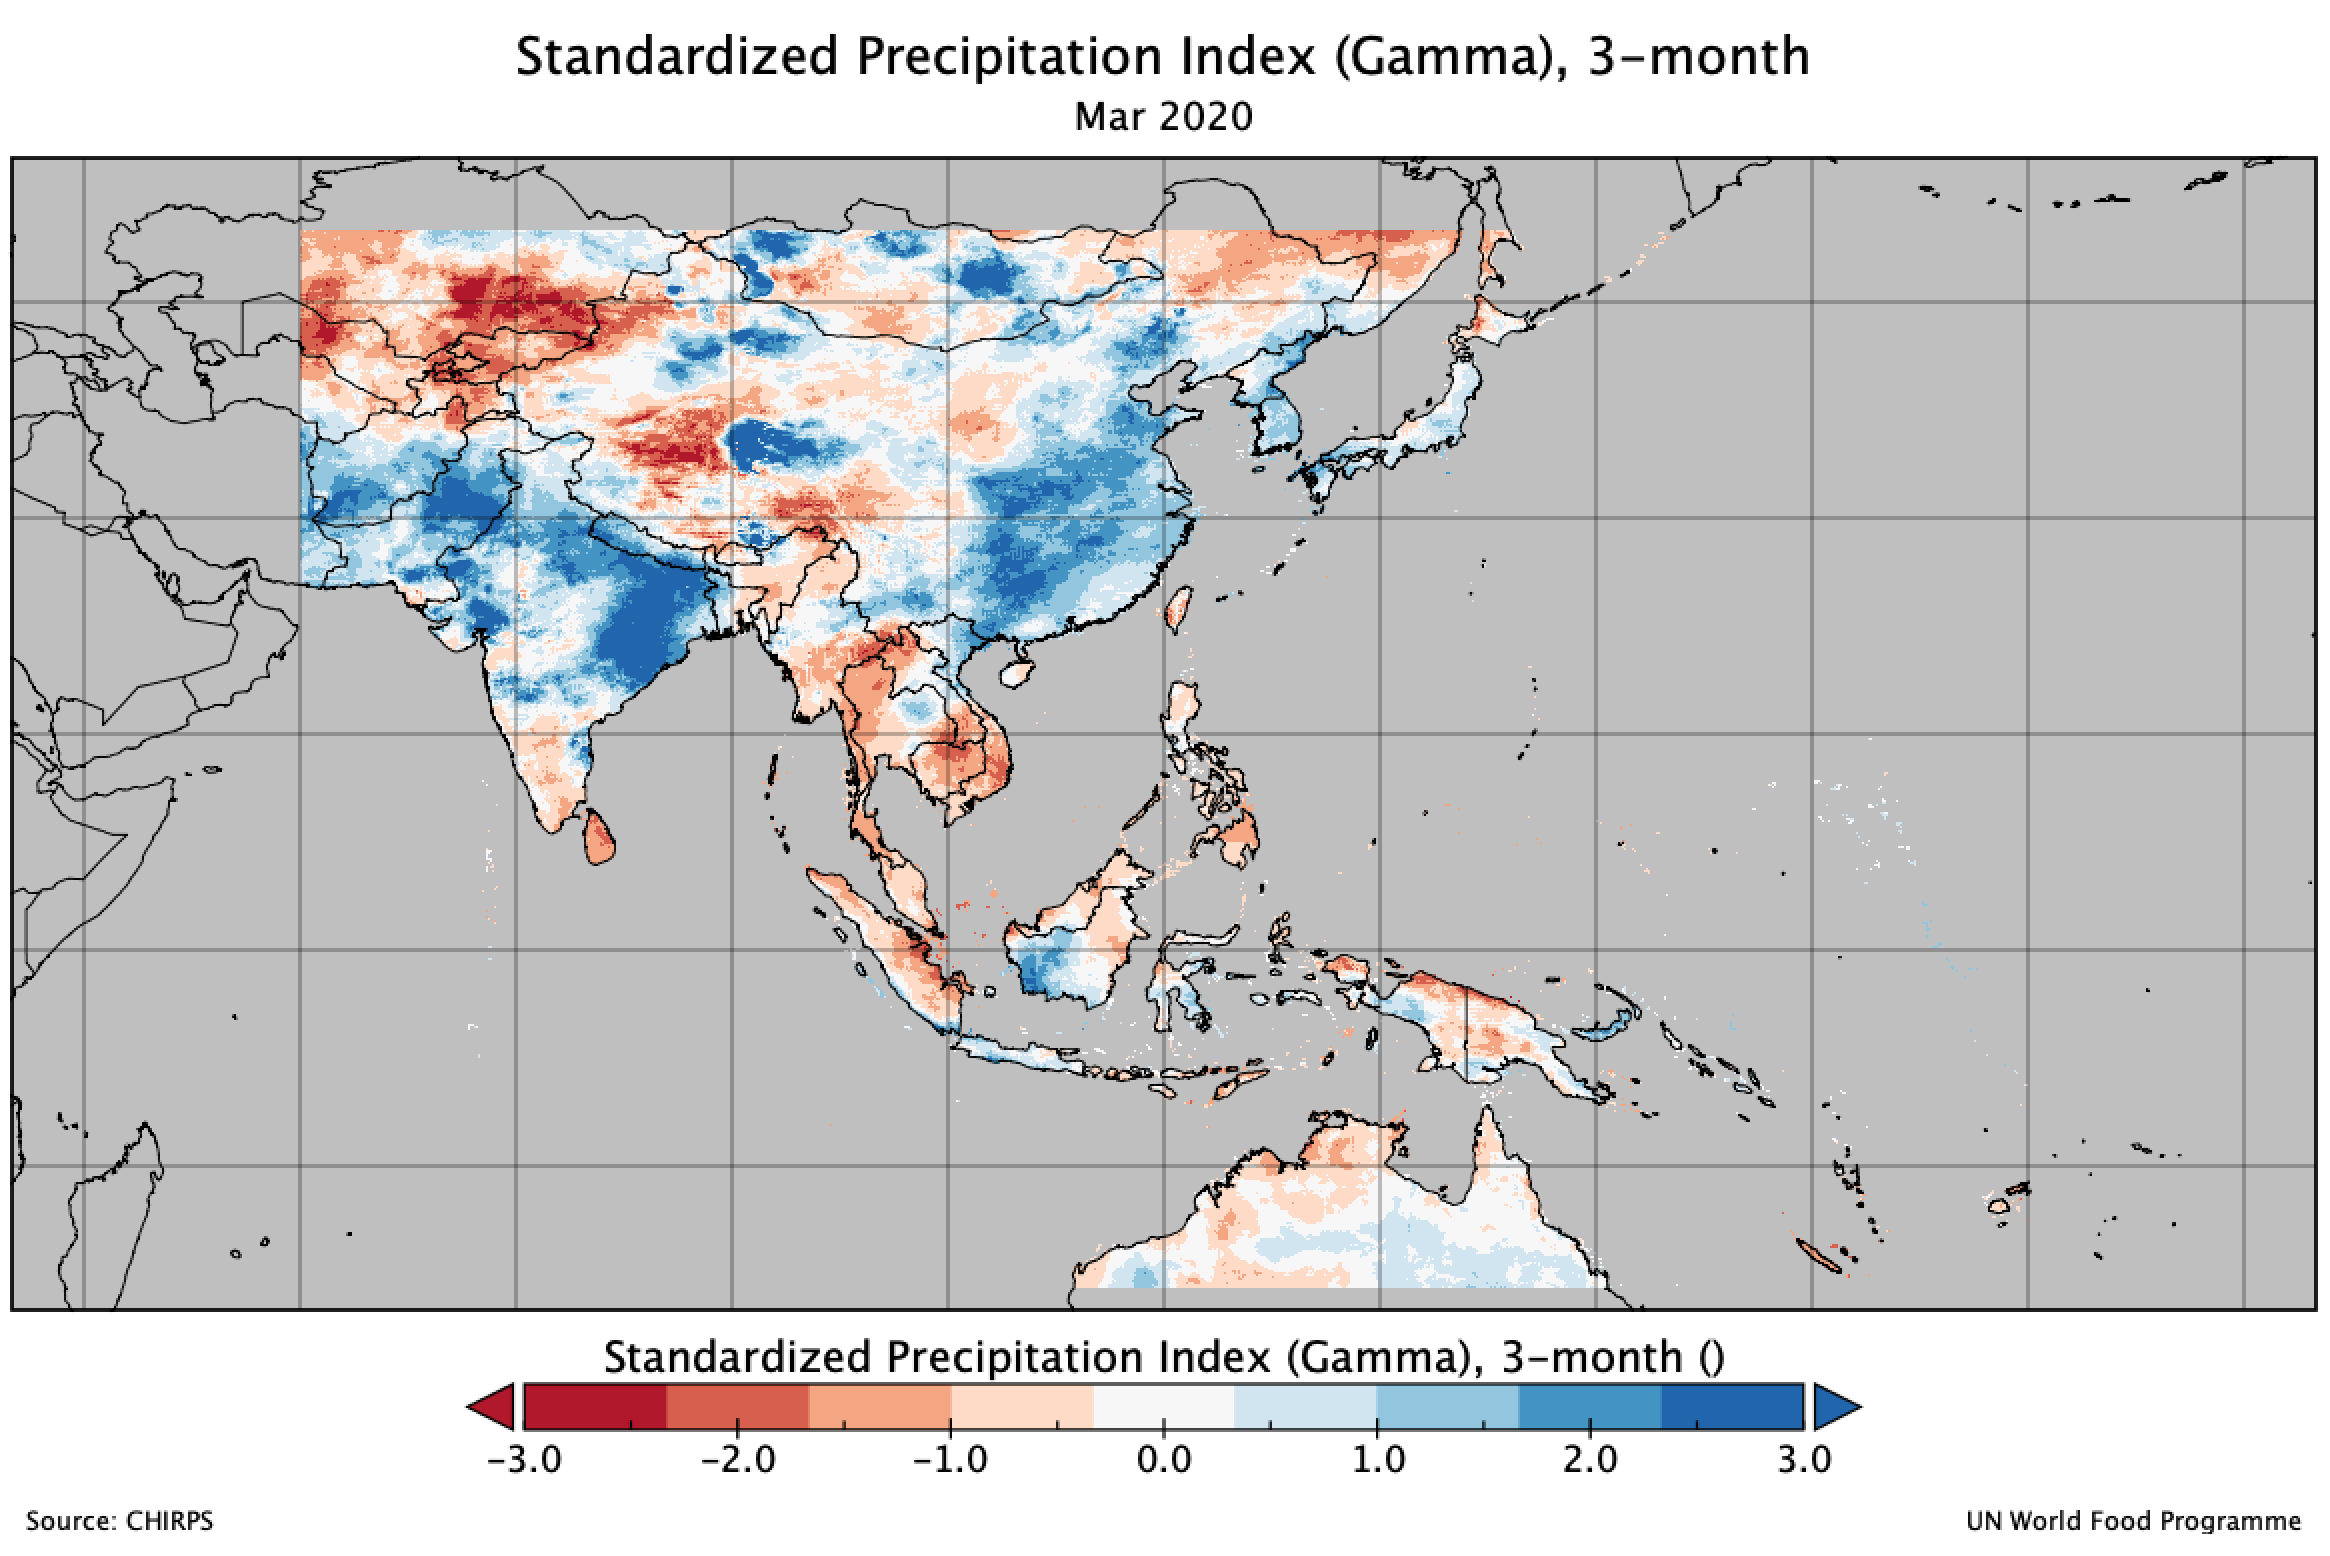 Standardized Precipitation Index (Gamma), 3-month
Mar 2020
Standardized Precipitation Index (Gamma), 3-month ()
−3.0 −2.0 −1.0 0.0 1.0 2.0 3.0
Source: CHIRPS UN World Food Programme